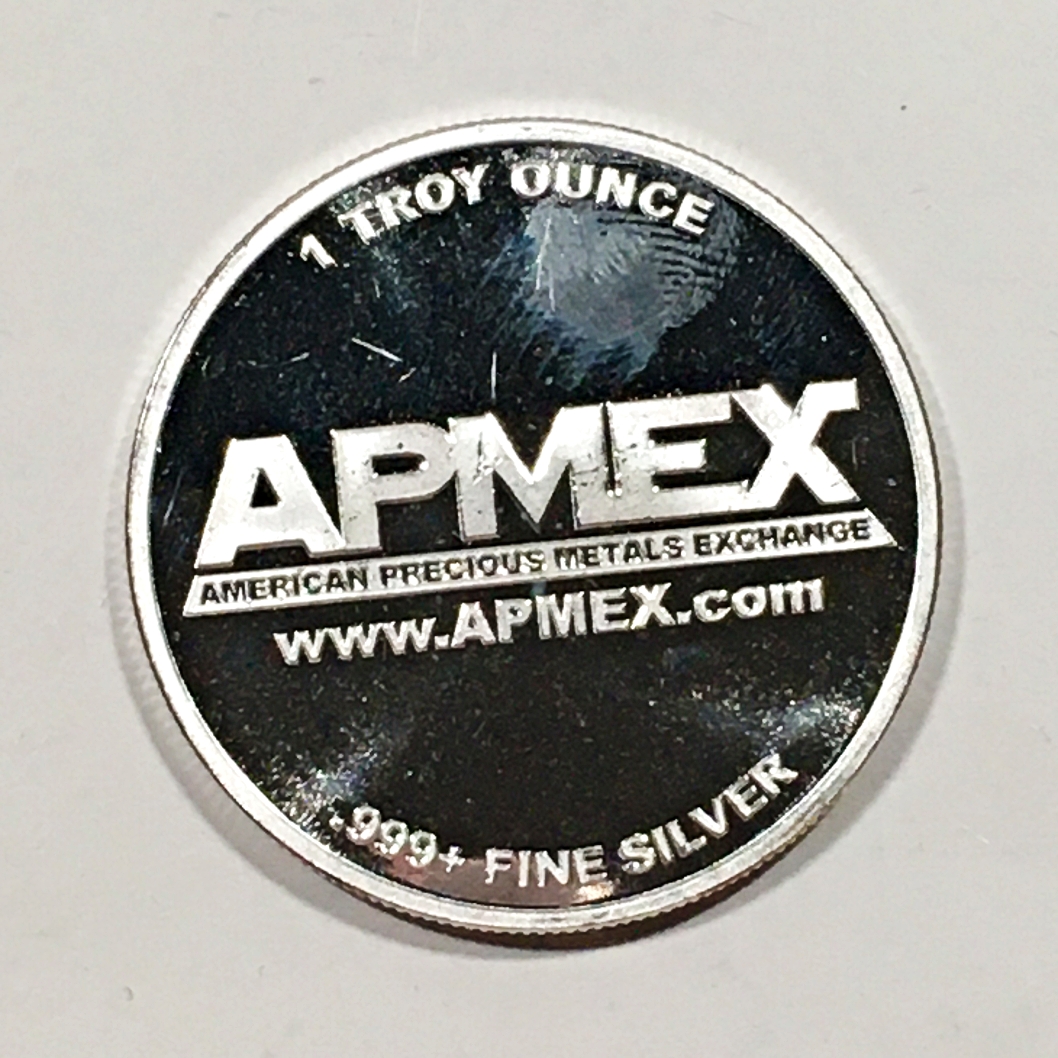 1 TROY OUNCE
APMEX
AMERICAN PRECIOUS METALS EXCHANGE
www.APMEX.com
.999+ FINE SILVER